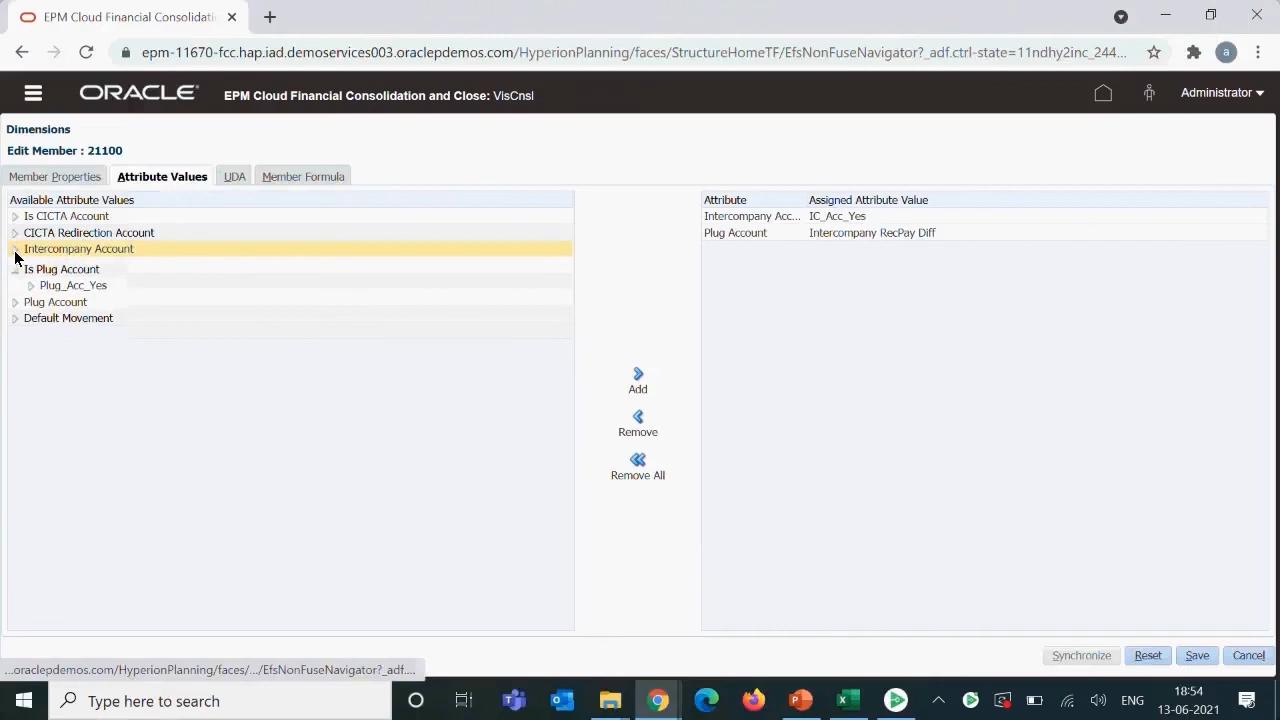 EPM Cloud Financial Consolidati
epm-11670-fcc.hap.iad.demoservices003.oraclepdemos.com/HyperionPlanning/faces/StructureHomeTF/EfsNonFuseNavigator?_adf.ctrl-state=11ndhy2inc_244...
a
ORACLE® EPM Cloud Financial Consolidation and Close: VisCnsl Administrator
Dimensions
Edit Member : 21100
Member Properties Attribute Values UDA Member Formula
Available Attribute Values Attribute Assigned Attribute Value
Is CICTA Account Intercompany Acc... IC_Acc_Yes
CICTA Redirection Account Plug Account Intercompany RecPay Diff
Intercompany Account
Is Plug Account
Plug_Acc_Yes
Plug Account
Default Movement
Add
Remove
Remove All
Synchronize Reset Save Cancel
...oraclepdemos.com/HyperionPlanning/faces/.../EfsNonFuseNavigator?_adf....
Type here to search ENG 18:54
13-06-2021